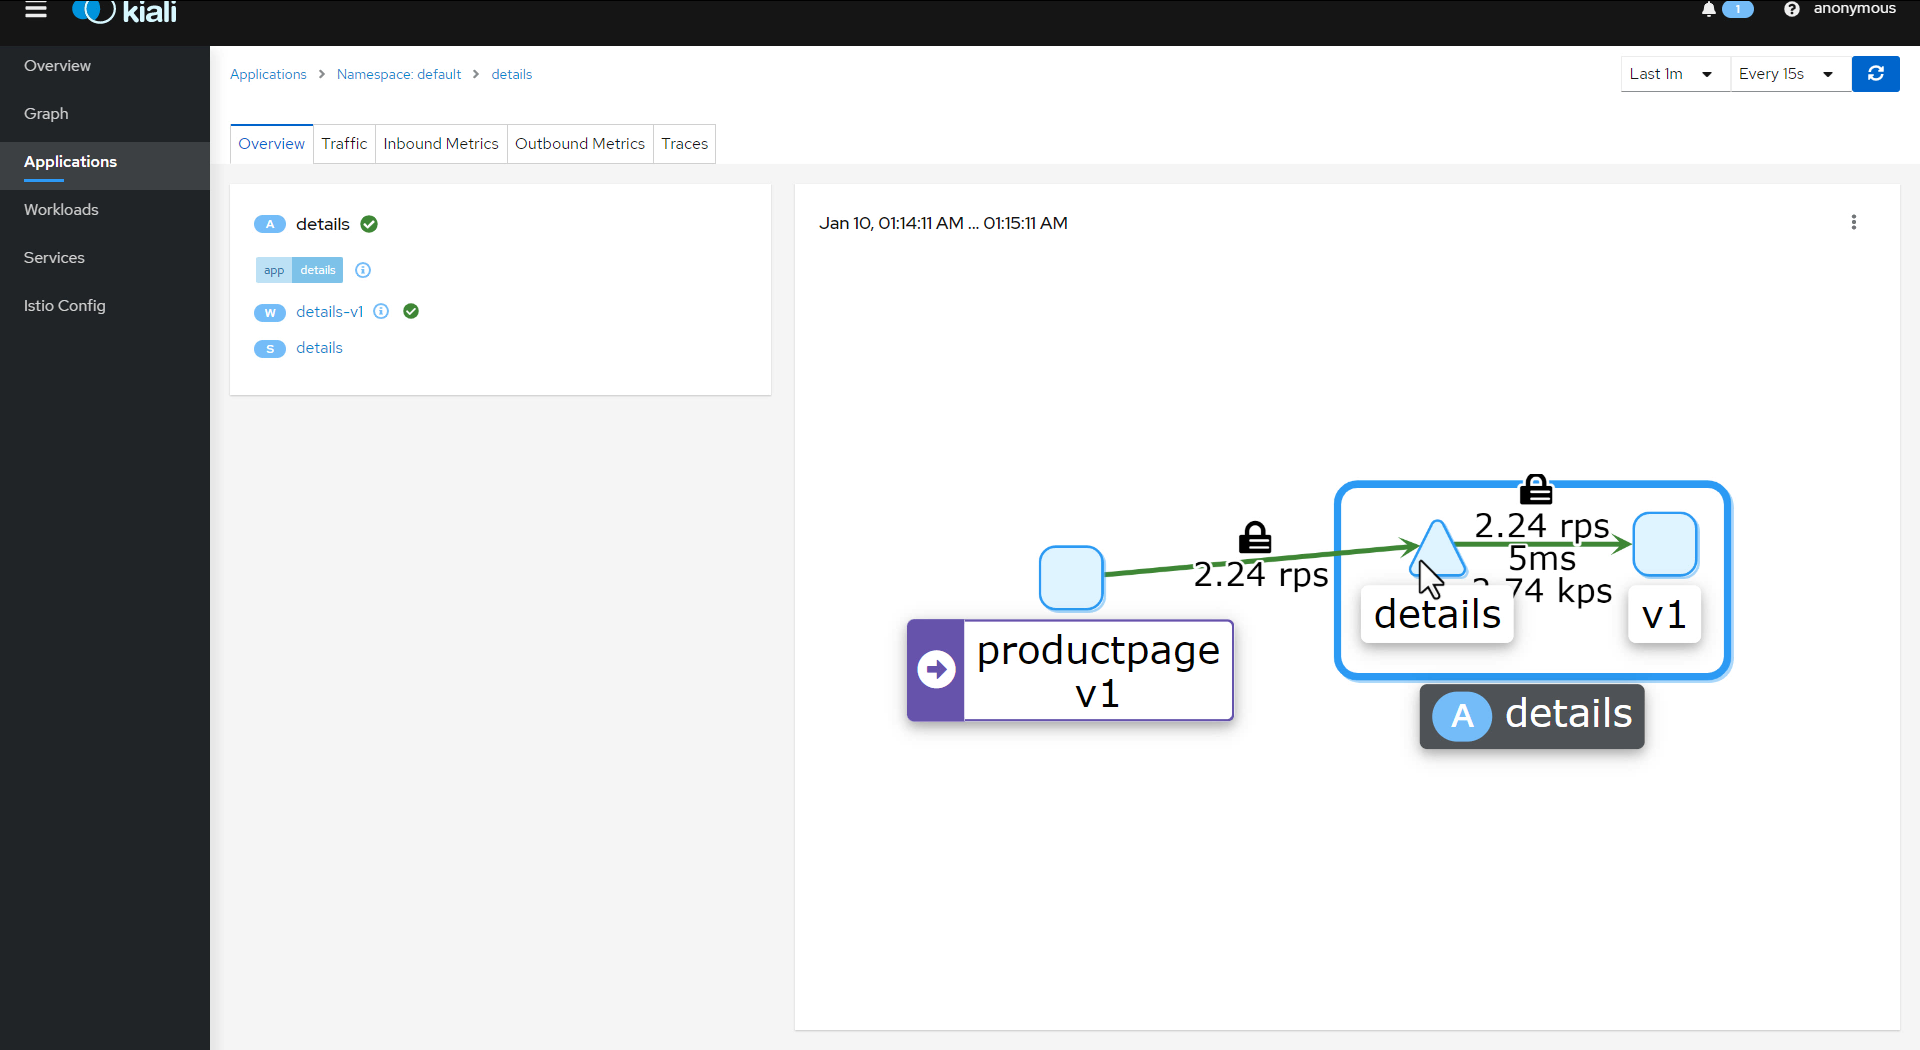 kiali
1
anonymous
Overview
Graph
Applications
Workloads
Services
Istio Config
Applications > Namespace: default > details
Last 1m
Every 15s
Overview
Traffic
Inbound Metrics
Outbound Metrics
Traces
A details
app details
W details-v1
S details
Jan 10, 01:14:11 AM ... 01:15:11 AM
2.24 rps
2.24 rps
5ms
74 kps
details
v1
productpage
v1
A details